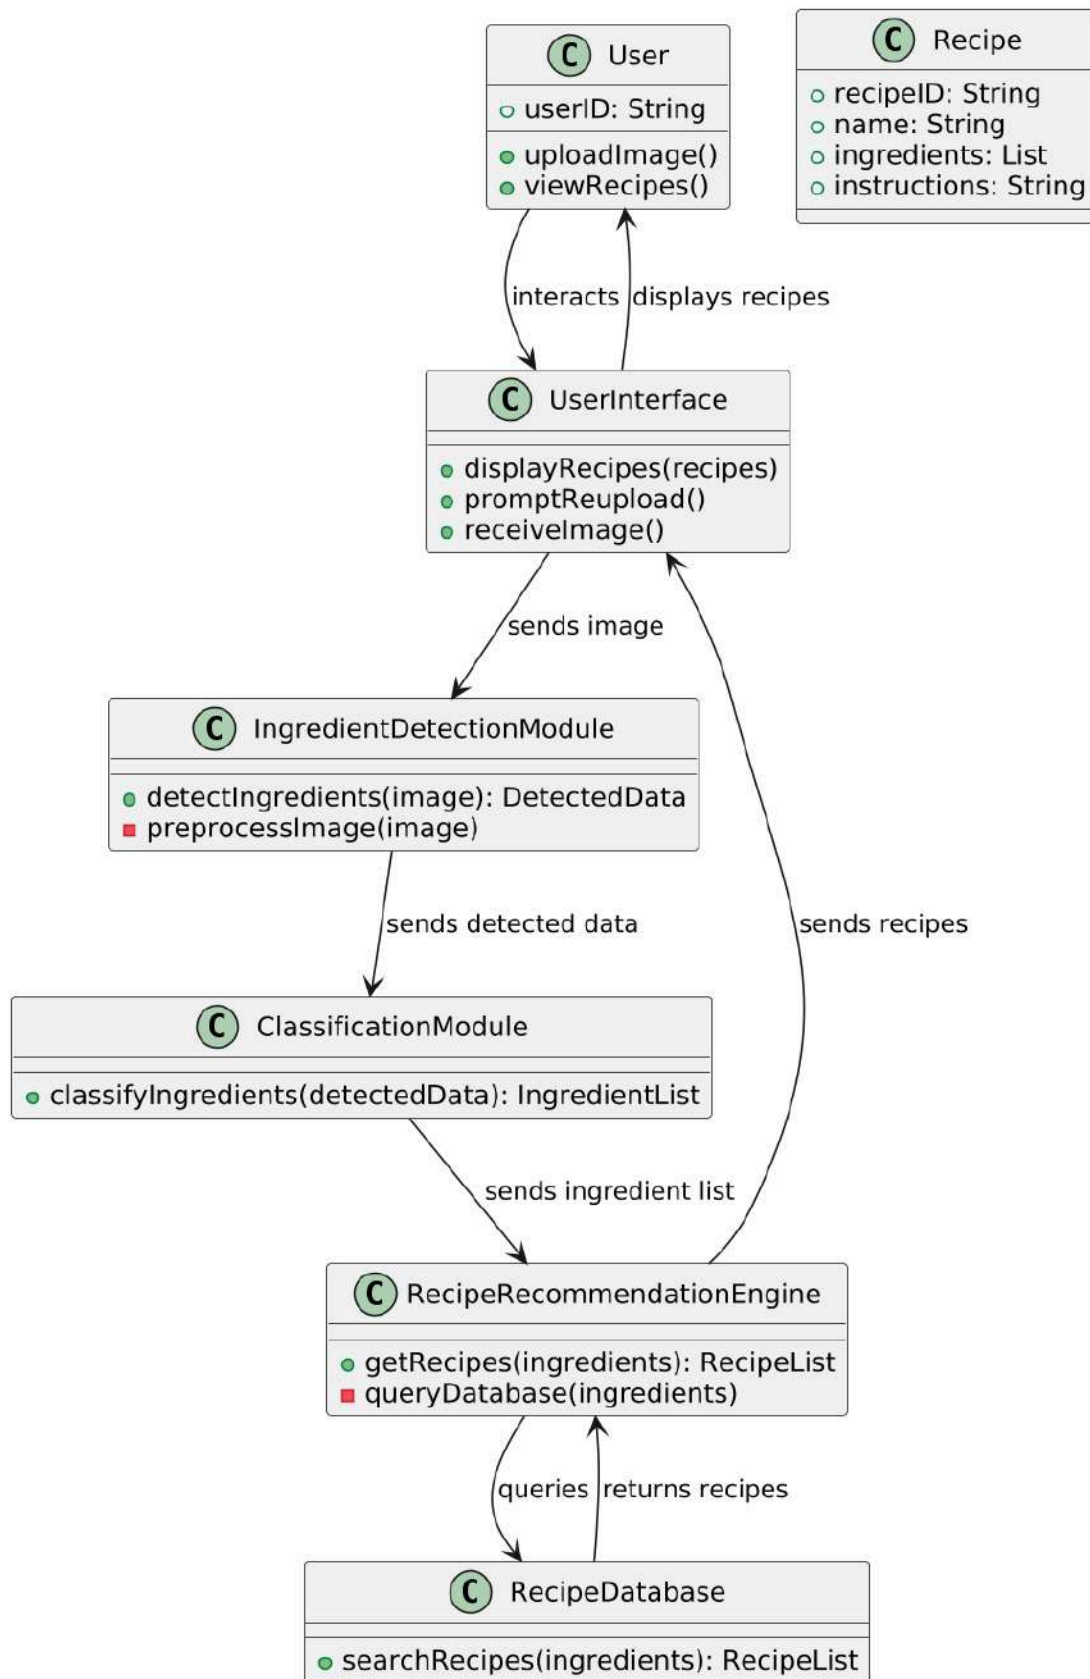 C User
userID: String
uploadImage()
viewRecipes()
C Recipe
recipeID: String
name: String
ingredients: List
instructions: String
interacts
displays recipes
C UserInterface
displayRecipes(recipes)
promptReupload()
receiveImage()
sends image
C IngredientDetectionModule
detectIngredients(image): DetectedData
preprocessImage(image)
sends detected data
sends recipes
C ClassificationModule
classifyIngredients(detectedData): IngredientList
sends ingredient list
C RecipeRecommendationEngine
getRecipes(ingredients): RecipeList
queryDatabase(ingredients)
queries
returns recipes
C RecipeDatabase
searchRecipes(ingredients): RecipeList